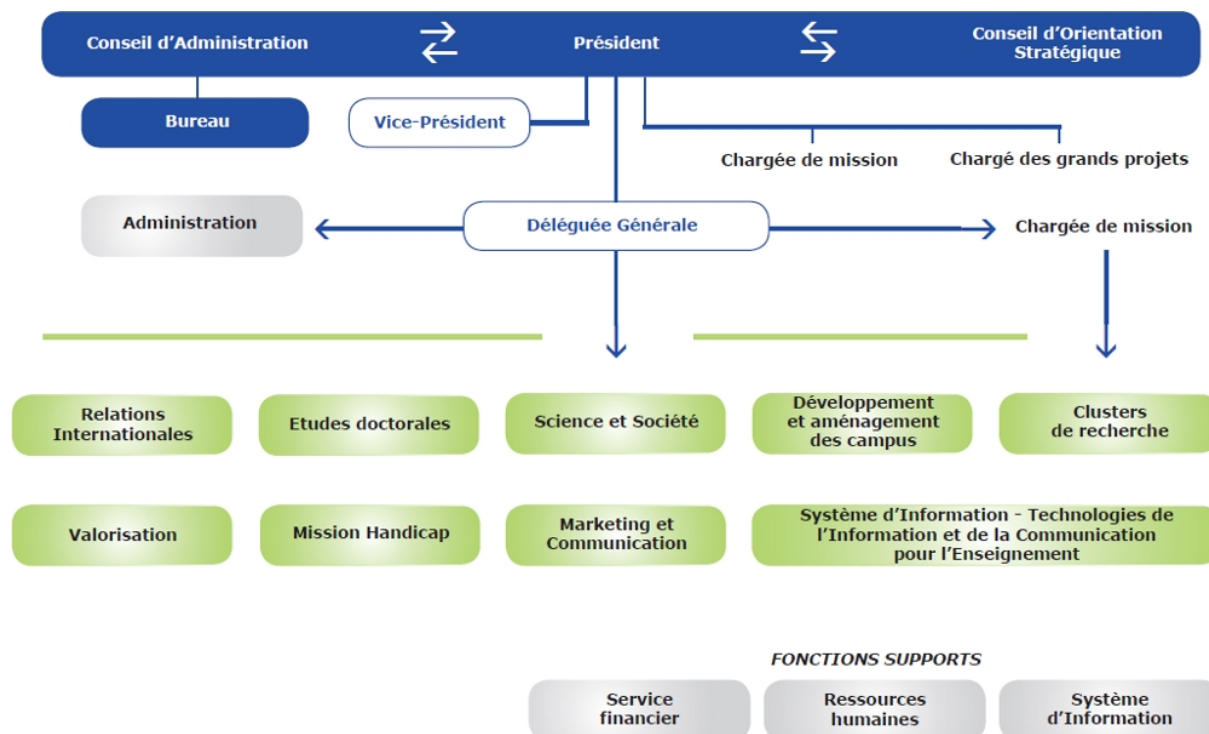 Conseil d'Administration
Président
Conseil d'Orientation
Stratégique
Bureau
Vice-Président
Chargée de mission
Chargé des grands projets
Administration
Déléguée Générale
Chargée de mission
Relations
Internationales
Etudes doctorales
Science et Société
Développement
et aménagement
des campus
Clusters
de recherche
Valorisation
Mission Handicap
Marketing et
Communication
Système d'Information - Technologies de
l'Information et de la Communication
pour l'Enseignement
FONCTIONS SUPPORTS
Service
financier
Ressources
humaines
Système
d'Information